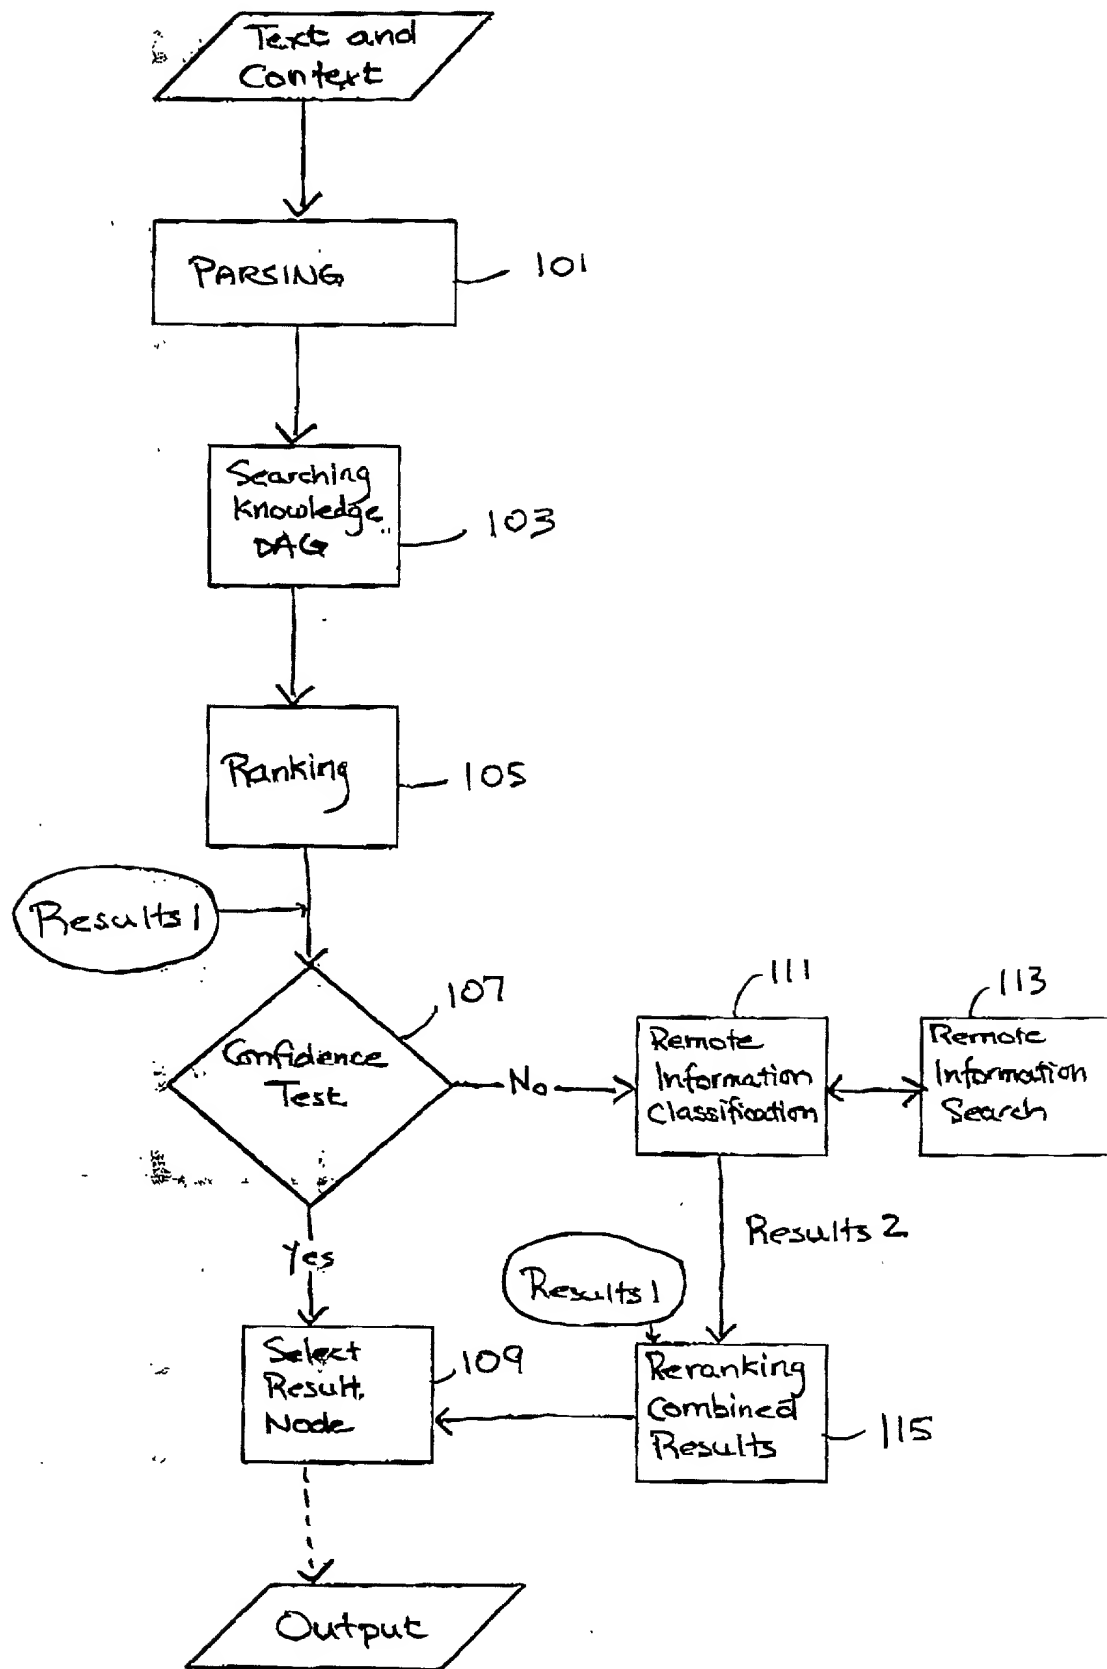 Text and
Context
PARSING
101
Searching
Knowledge
DAG
103
Ranking
105
Results 1
107
Confidence
Test
No
111
Remote
Information
Classification
113
Remote
Information
Search
Yes
Results 2
Results 1
Select
Result
Node
109
Reranking
Combined
Results
115
Output